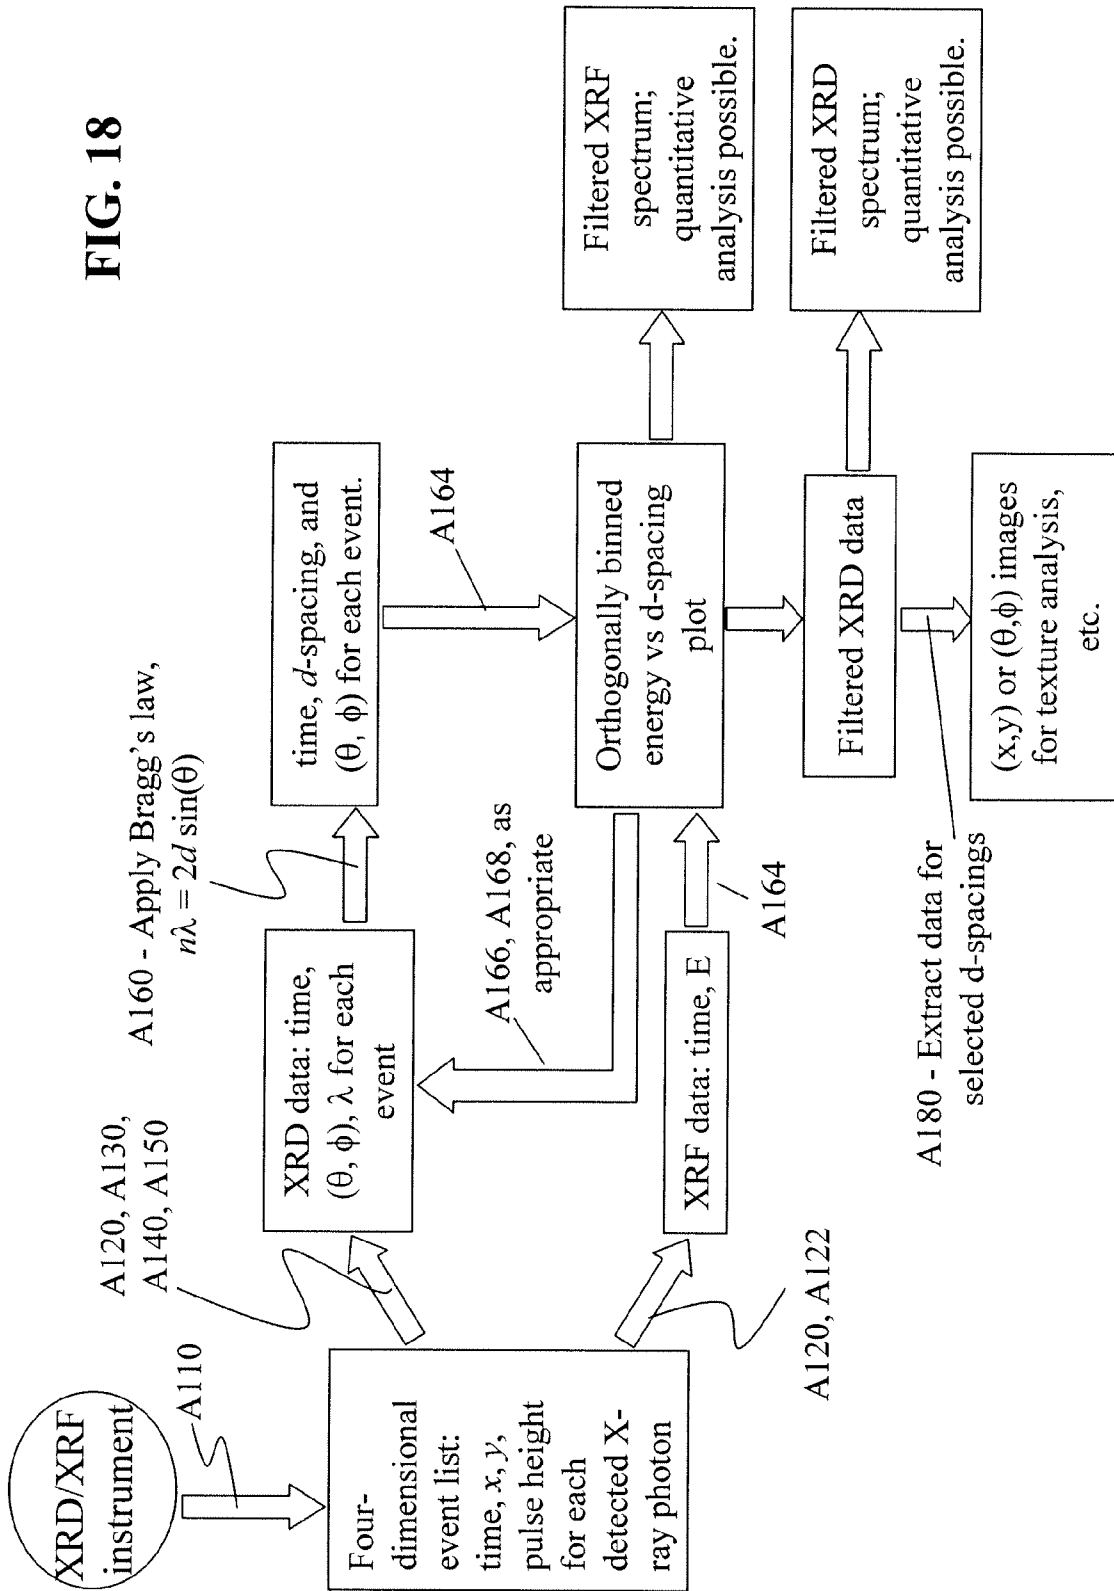 FIG. 18
XRD/XRF
instrument
A110
Four-
dimensional
event list:
time, x, y,
pulse height
for each
detected X-
ray photon
A120, A130,
A140, A150
A120, A122
XRD data: time,
(θ, ϕ), λ for each
event
XRF data: time, E
A160 - Apply Bragg's law,
nλ = 2d sin(θ)
A166, A168, as
appropriate
A164
time, d-spacing, and
(θ, ϕ) for each event.
A164
Orthogonally binned
energy vs d-spacing
plot
Filtered XRF
spectrum;
quantitative
analysis possible.
Filtered XRD data
Filtered XRD
spectrum;
quantitative
analysis possible.
A180 - Extract data for
selected d-spacings
(x,y) or (θ,ϕ) images
for texture analysis,
etc.